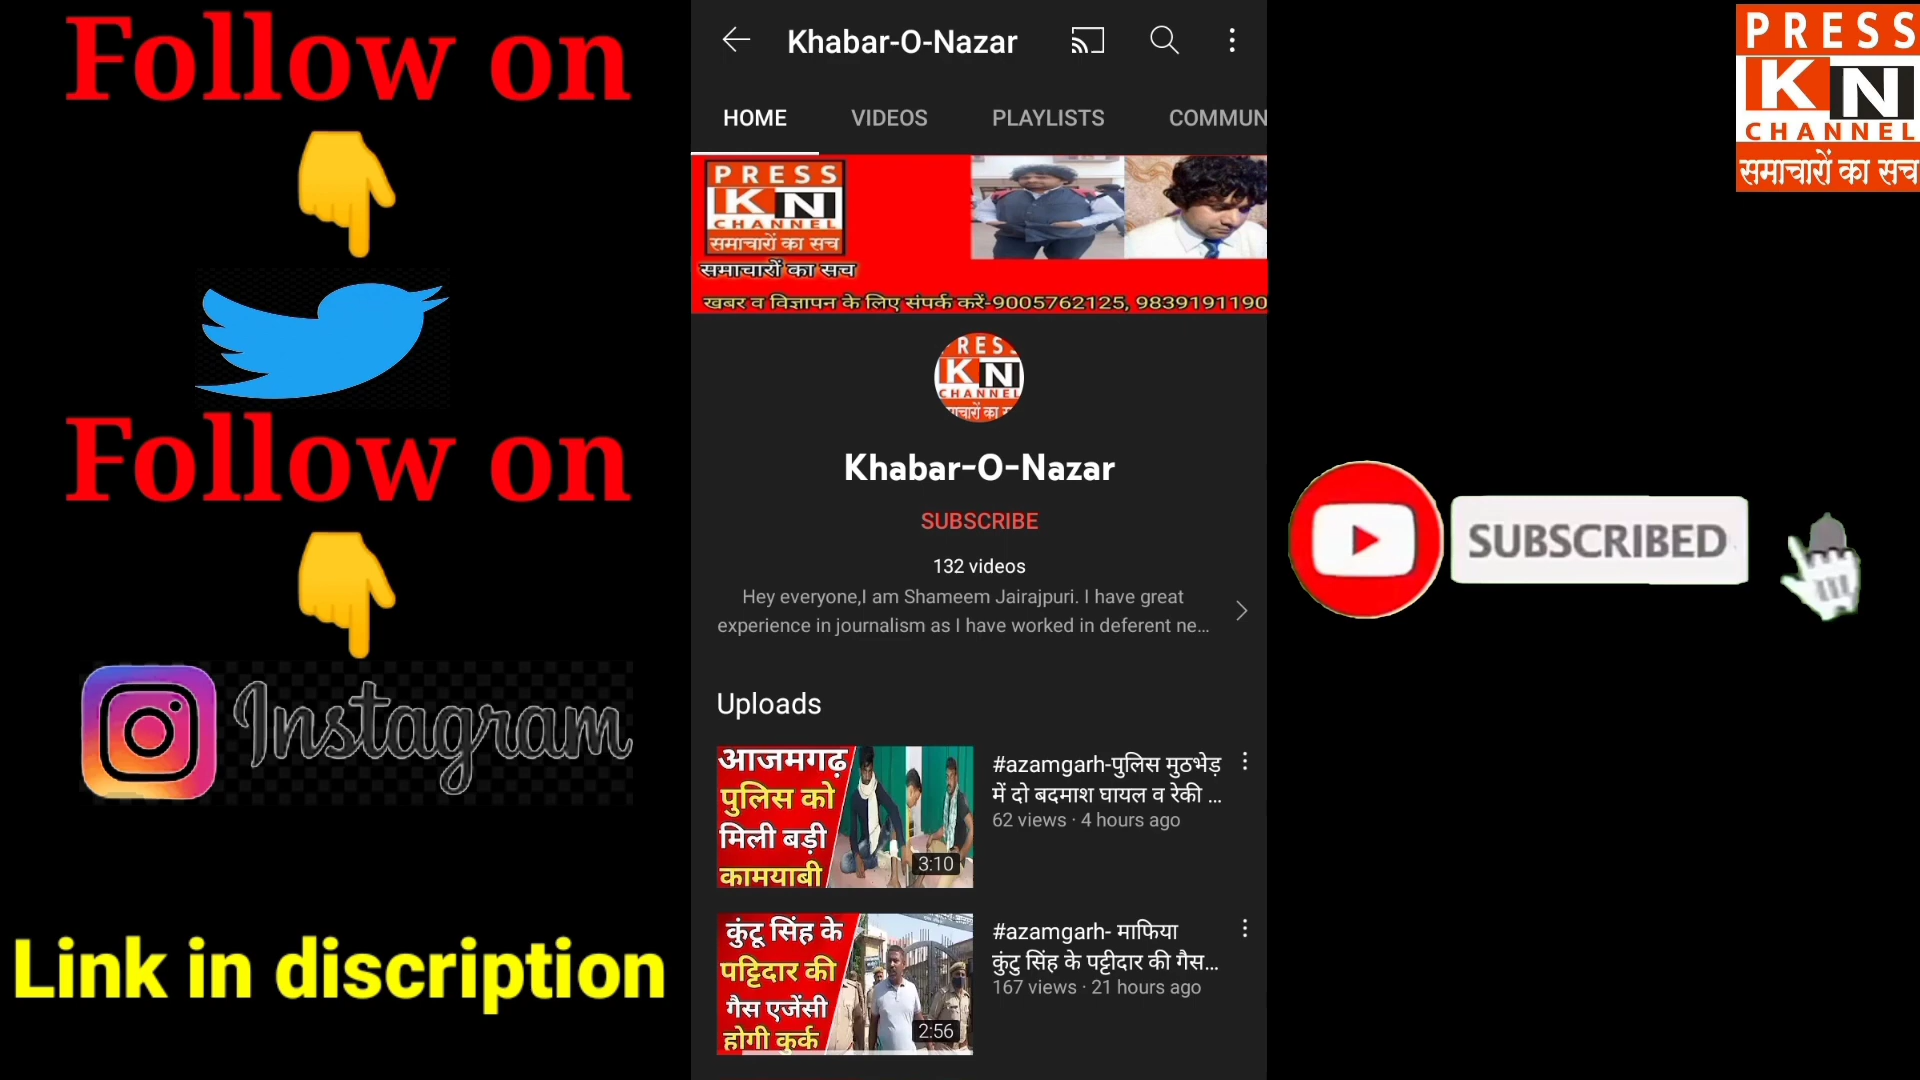 Follow on
Follow on
Instagram
Link in discription
Khabar-O-Nazar
HOME VIDEOS PLAYLISTS COMMUN
PRESS
KN
CHANNEL
समाचारों का सच
समाचारों का सच
खबर व विज्ञापन के लिए संपर्क करें-9005762125, 9839191190
PRESS
KN
CHANNEL
Khabar-O-Nazar
SUBSCRIBE
132 videos
Hey everyone,I am Shameem Jairajpuri. I have great
experience in journalism as I have worked in deferent ne...
Uploads
आजमगढ़
पुलिस को
मिली बड़ी
कामयाबी
3:10
#azamgarh-पुलिस मुठभेड़
में दो बदमाश घायल व रेकी ...
62 views · 4 hours ago
कुंटू सिंह के
पट्टिदार की
गैस एजेंसी
होगी कुर्क
2:56
#azamgarh- माफिया
कुंटु सिंह के पट्टीदार की गैस...
167 views · 21 hours ago
PRESS
KN
CHANNEL
समाचारों का सच
SUBSCRIBED